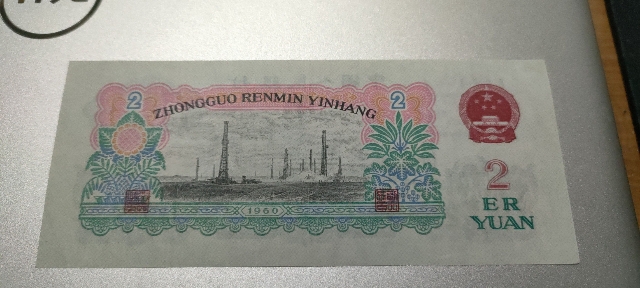 2
ZHONGGUO RENMIN YINHANG
2
1960
2
ER
YUAN